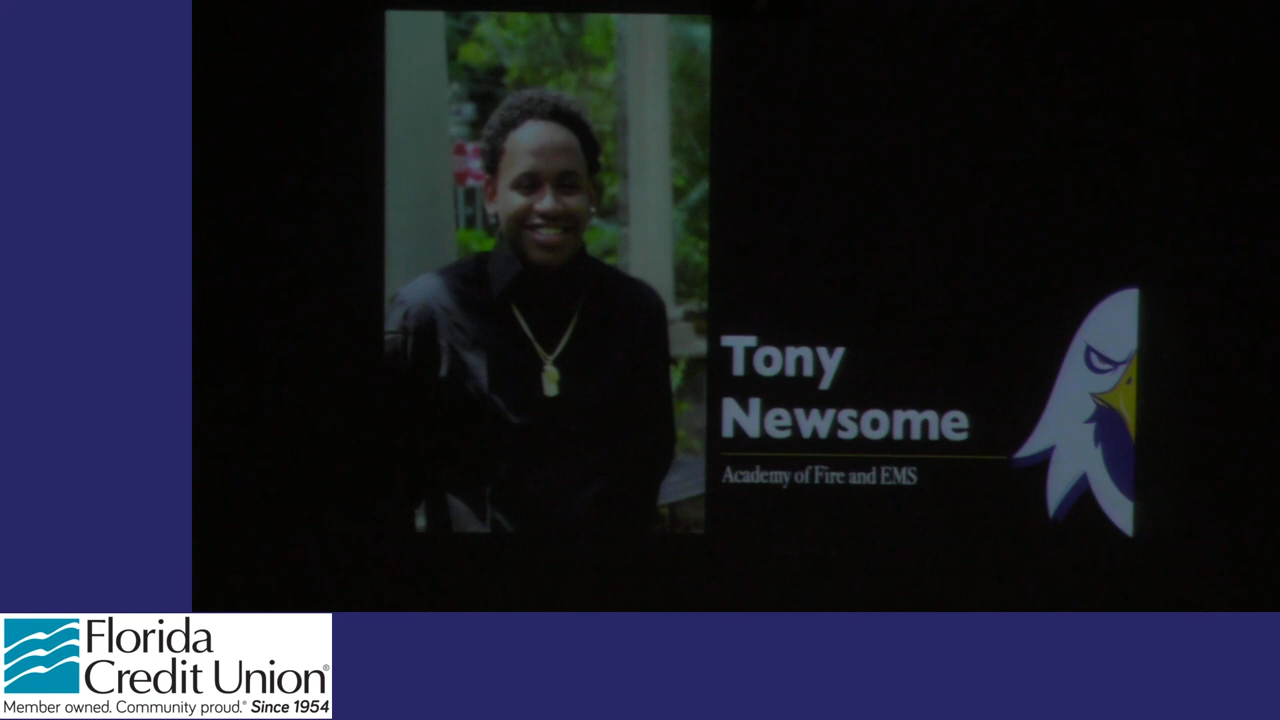 Tony
Newsome
Academy of Fire and EMS
Florida
Credit Union®
Member owned. Community proud.® Since 1954